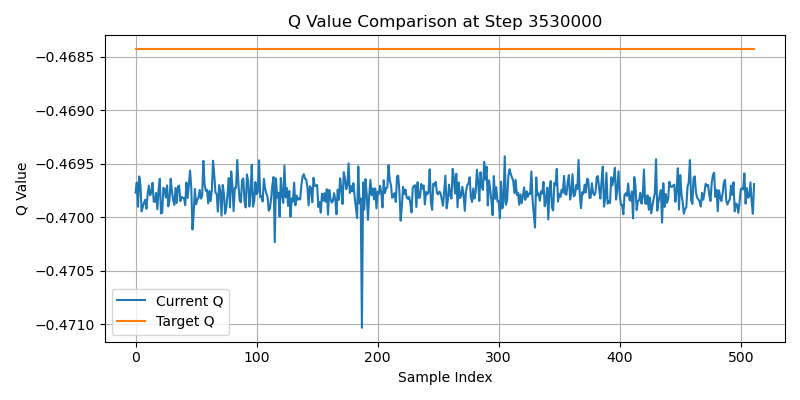 Q Value Comparison at Step 3530000
−0.4685
−0.4690
−0.4695
−0.4700
−0.4705
−0.4710
Q Value
Current Q
Target Q
0 100 200 300 400 500
Sample Index